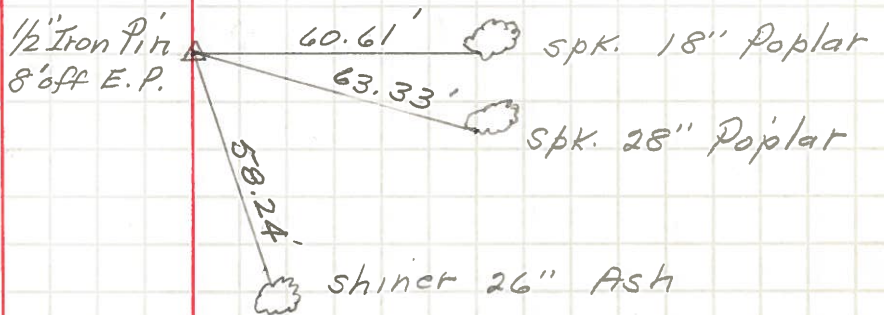 1/2" Iron Pin
8' off E.P.
60.61'
spk. 18" Poplar
63.33'
spk. 28" Poplar
58.24'
shiner 26" Ash